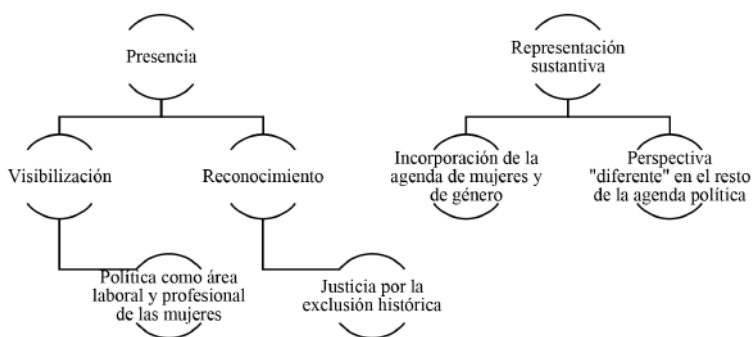 Presencia
Representación
sustantiva
Visibilización
Reconocimiento
Incorporación de la
agenda de mujeres y
de género
Perspectiva
"diferente" en el resto
de la agenda política
Política como área
laboral y profesional
de las mujeres
Justicia por la
exclusión histórica